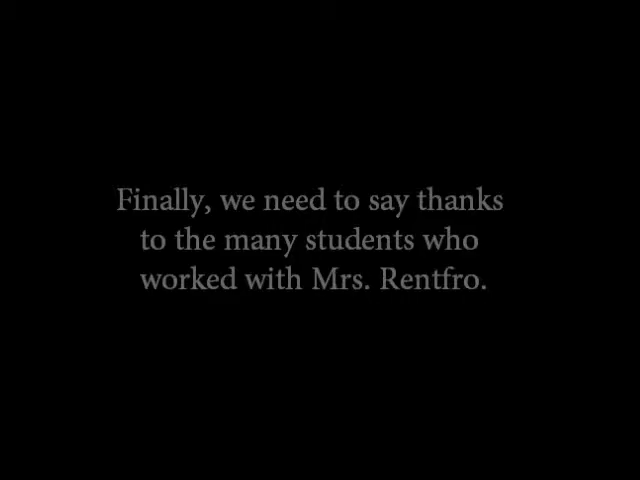 Finally, we need to say thanks
to the many students who
worked with Mrs. Rentfro.